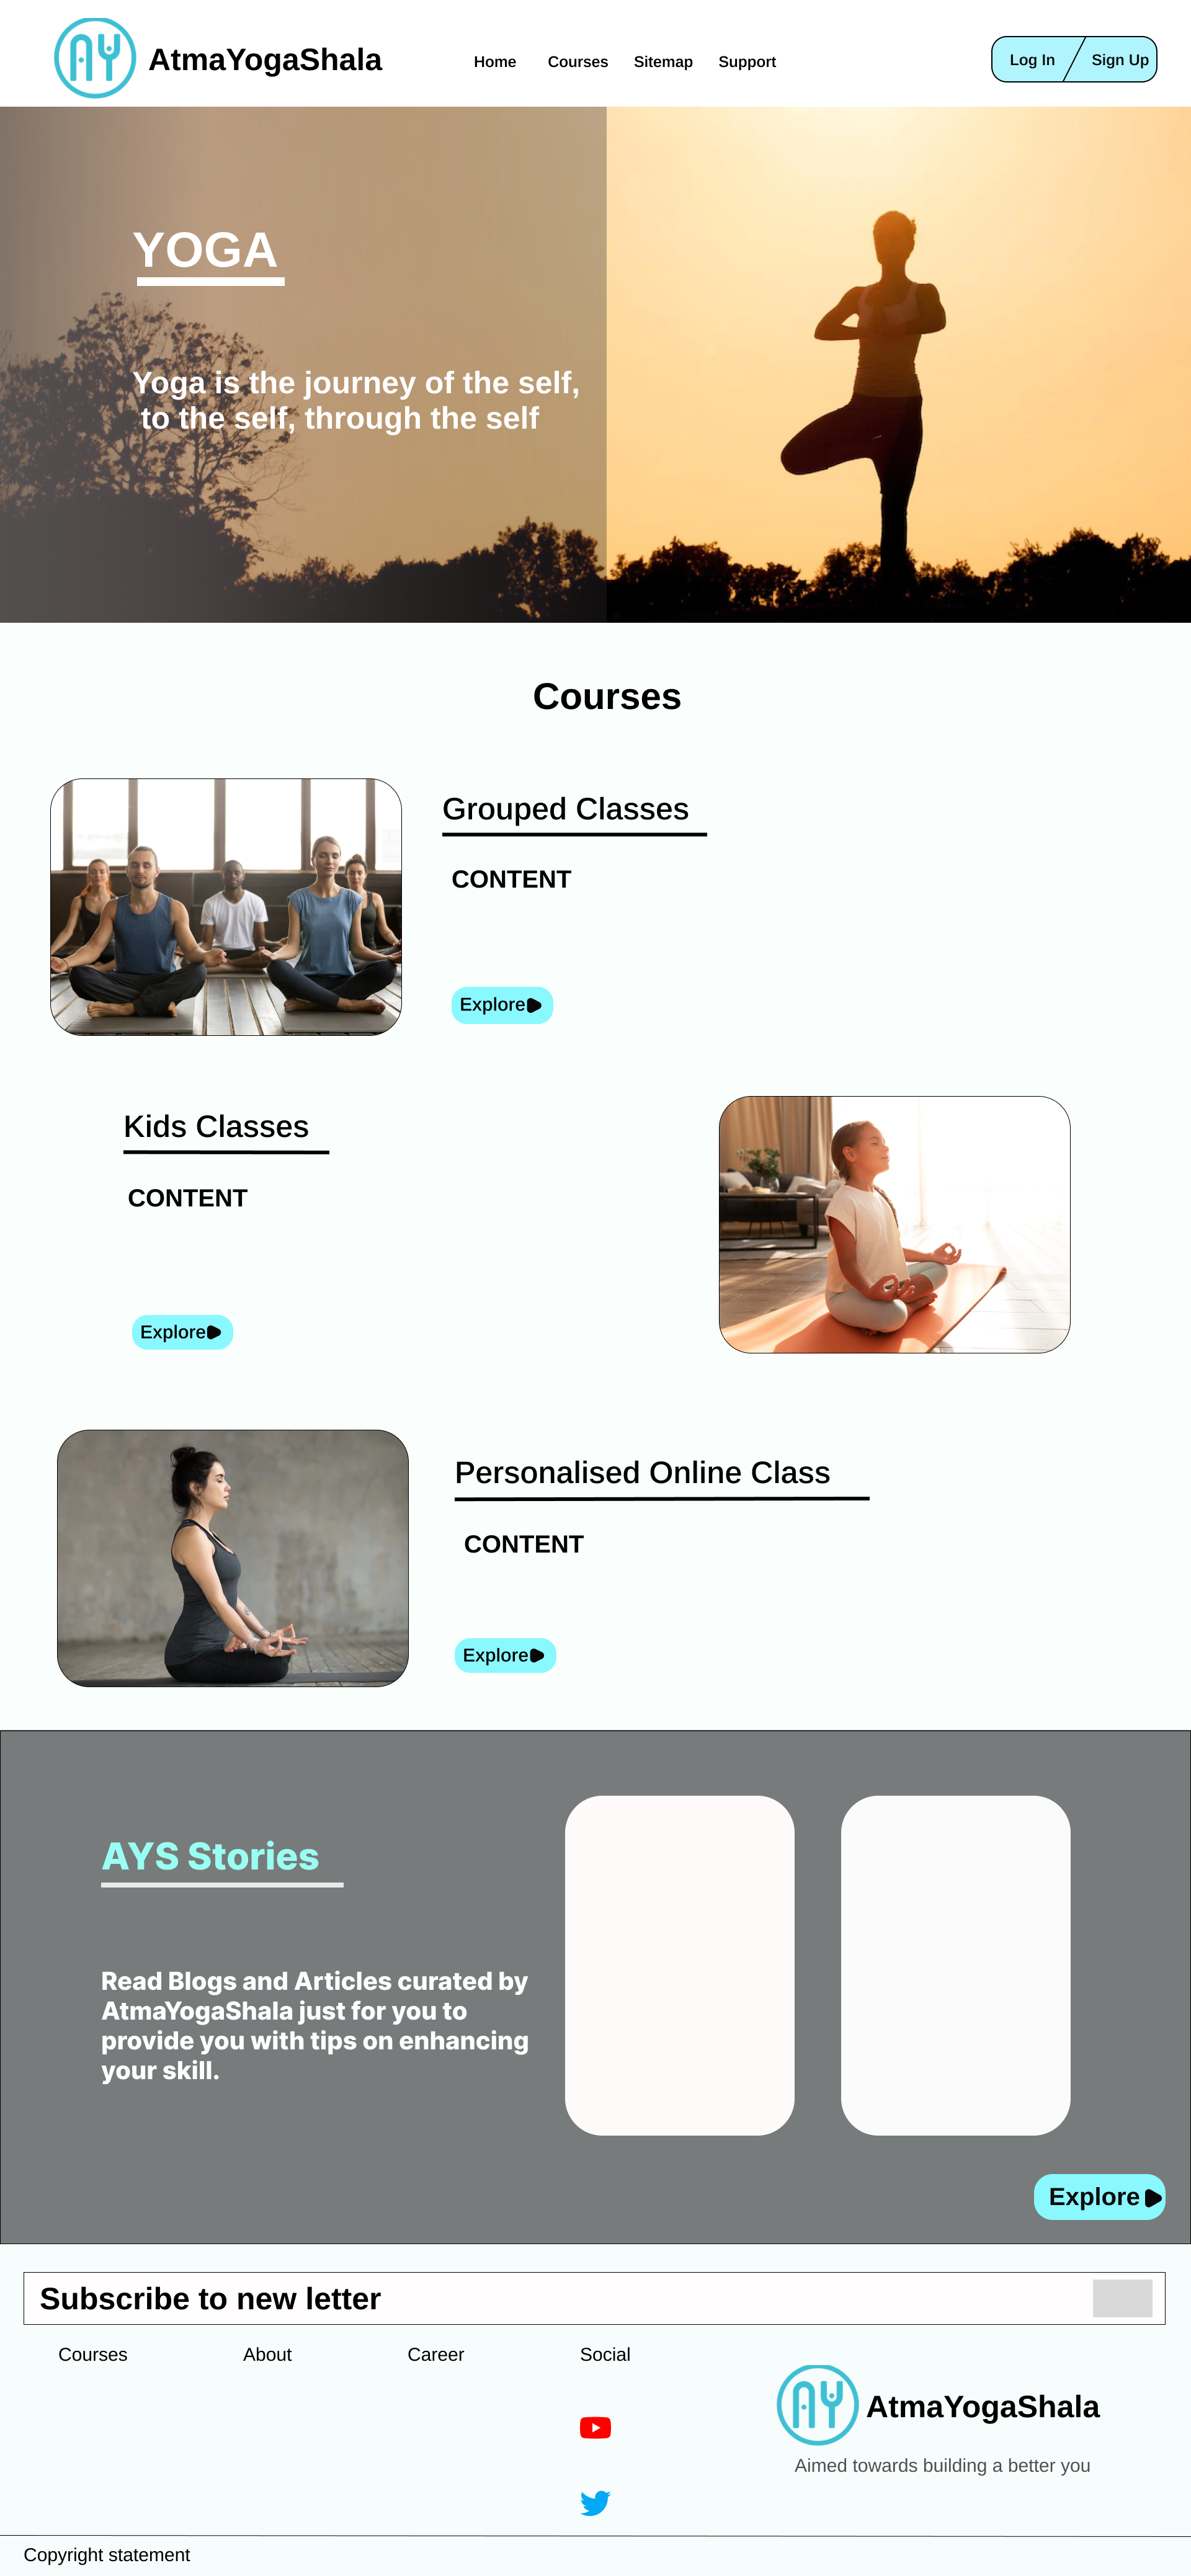 AY
AtmaYogaShala
Home Courses Sitemap Support
Log In / Sign Up
YOGA
Yoga is the journey of the self,
to the self, through the self
Courses
Grouped Classes
CONTENT
Explore
Kids Classes
CONTENT
Explore
Personalised Online Class
CONTENT
Explore
AYS Stories
Read Blogs and Articles curated by
AtmaYogaShala just for you to
provide you with tips on enhancing
your skill.
Explore
Subscribe to new letter
Courses About Career Social
AY
AtmaYogaShala
Aimed towards building a better you
Copyright statement